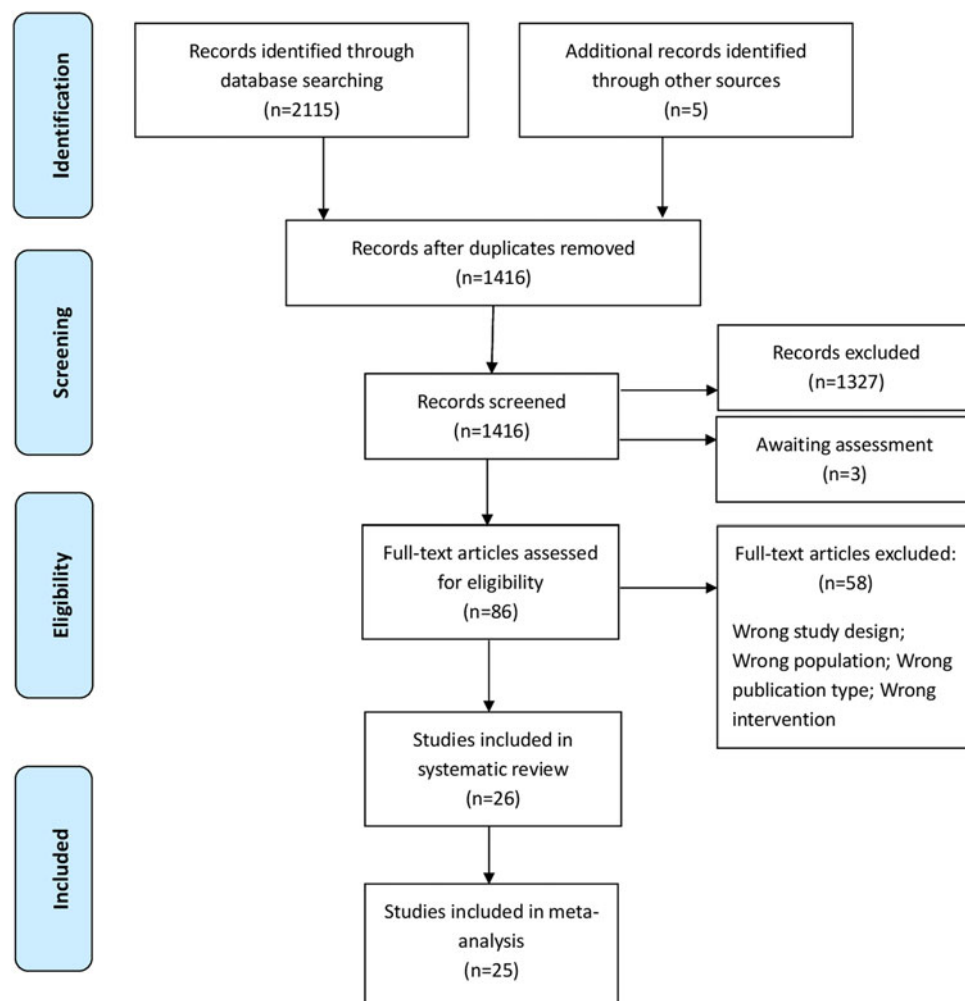 Identification
Records identified through
database searching
(n=2115)
Additional records identified
through other sources
(n=5)
Records after duplicates removed
(n=1416)
Screening
Records screened
(n=1416)
Records excluded
(n=1327)
Awaiting assessment
(n=3)
Eligibility
Full-text articles assessed
for eligibility
(n=86)
Full-text articles excluded:
(n=58)
Wrong study design;
Wrong population; Wrong
publication type; Wrong
intervention
Studies included in
systematic review
(n=26)
Included
Studies included in meta-
analysis
(n=25)